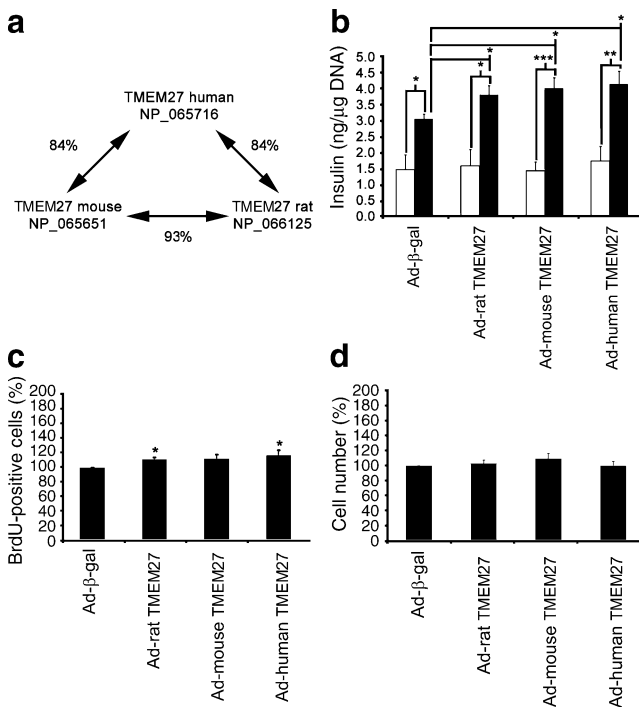 a
TMEM27 human
NP_065716
84%
84%
TMEM27 mouse
NP_065651
TMEM27 rat
NP_066125
93%
b
Insulin (ng/μg DNA)
5.0
4.5
4.0
3.5
3.0
2.5
2.0
1.5
1.0
0.5
0.0
*
*
*
*
*
***
**
Ad-β-gal
Ad-rat TMEM27
Ad-mouse TMEM27
Ad-human TMEM27
c
BrdU-positive cells (%)
200
180
160
140
120
100
80
60
40
20
0
*
*
Ad-β-gal
Ad-rat TMEM27
Ad-mouse TMEM27
Ad-human TMEM27
d
Cell number (%)
200
180
160
140
120
100
80
60
40
20
0
Ad-β-gal
Ad-rat TMEM27
Ad-mouse TMEM27
Ad-human TMEM27